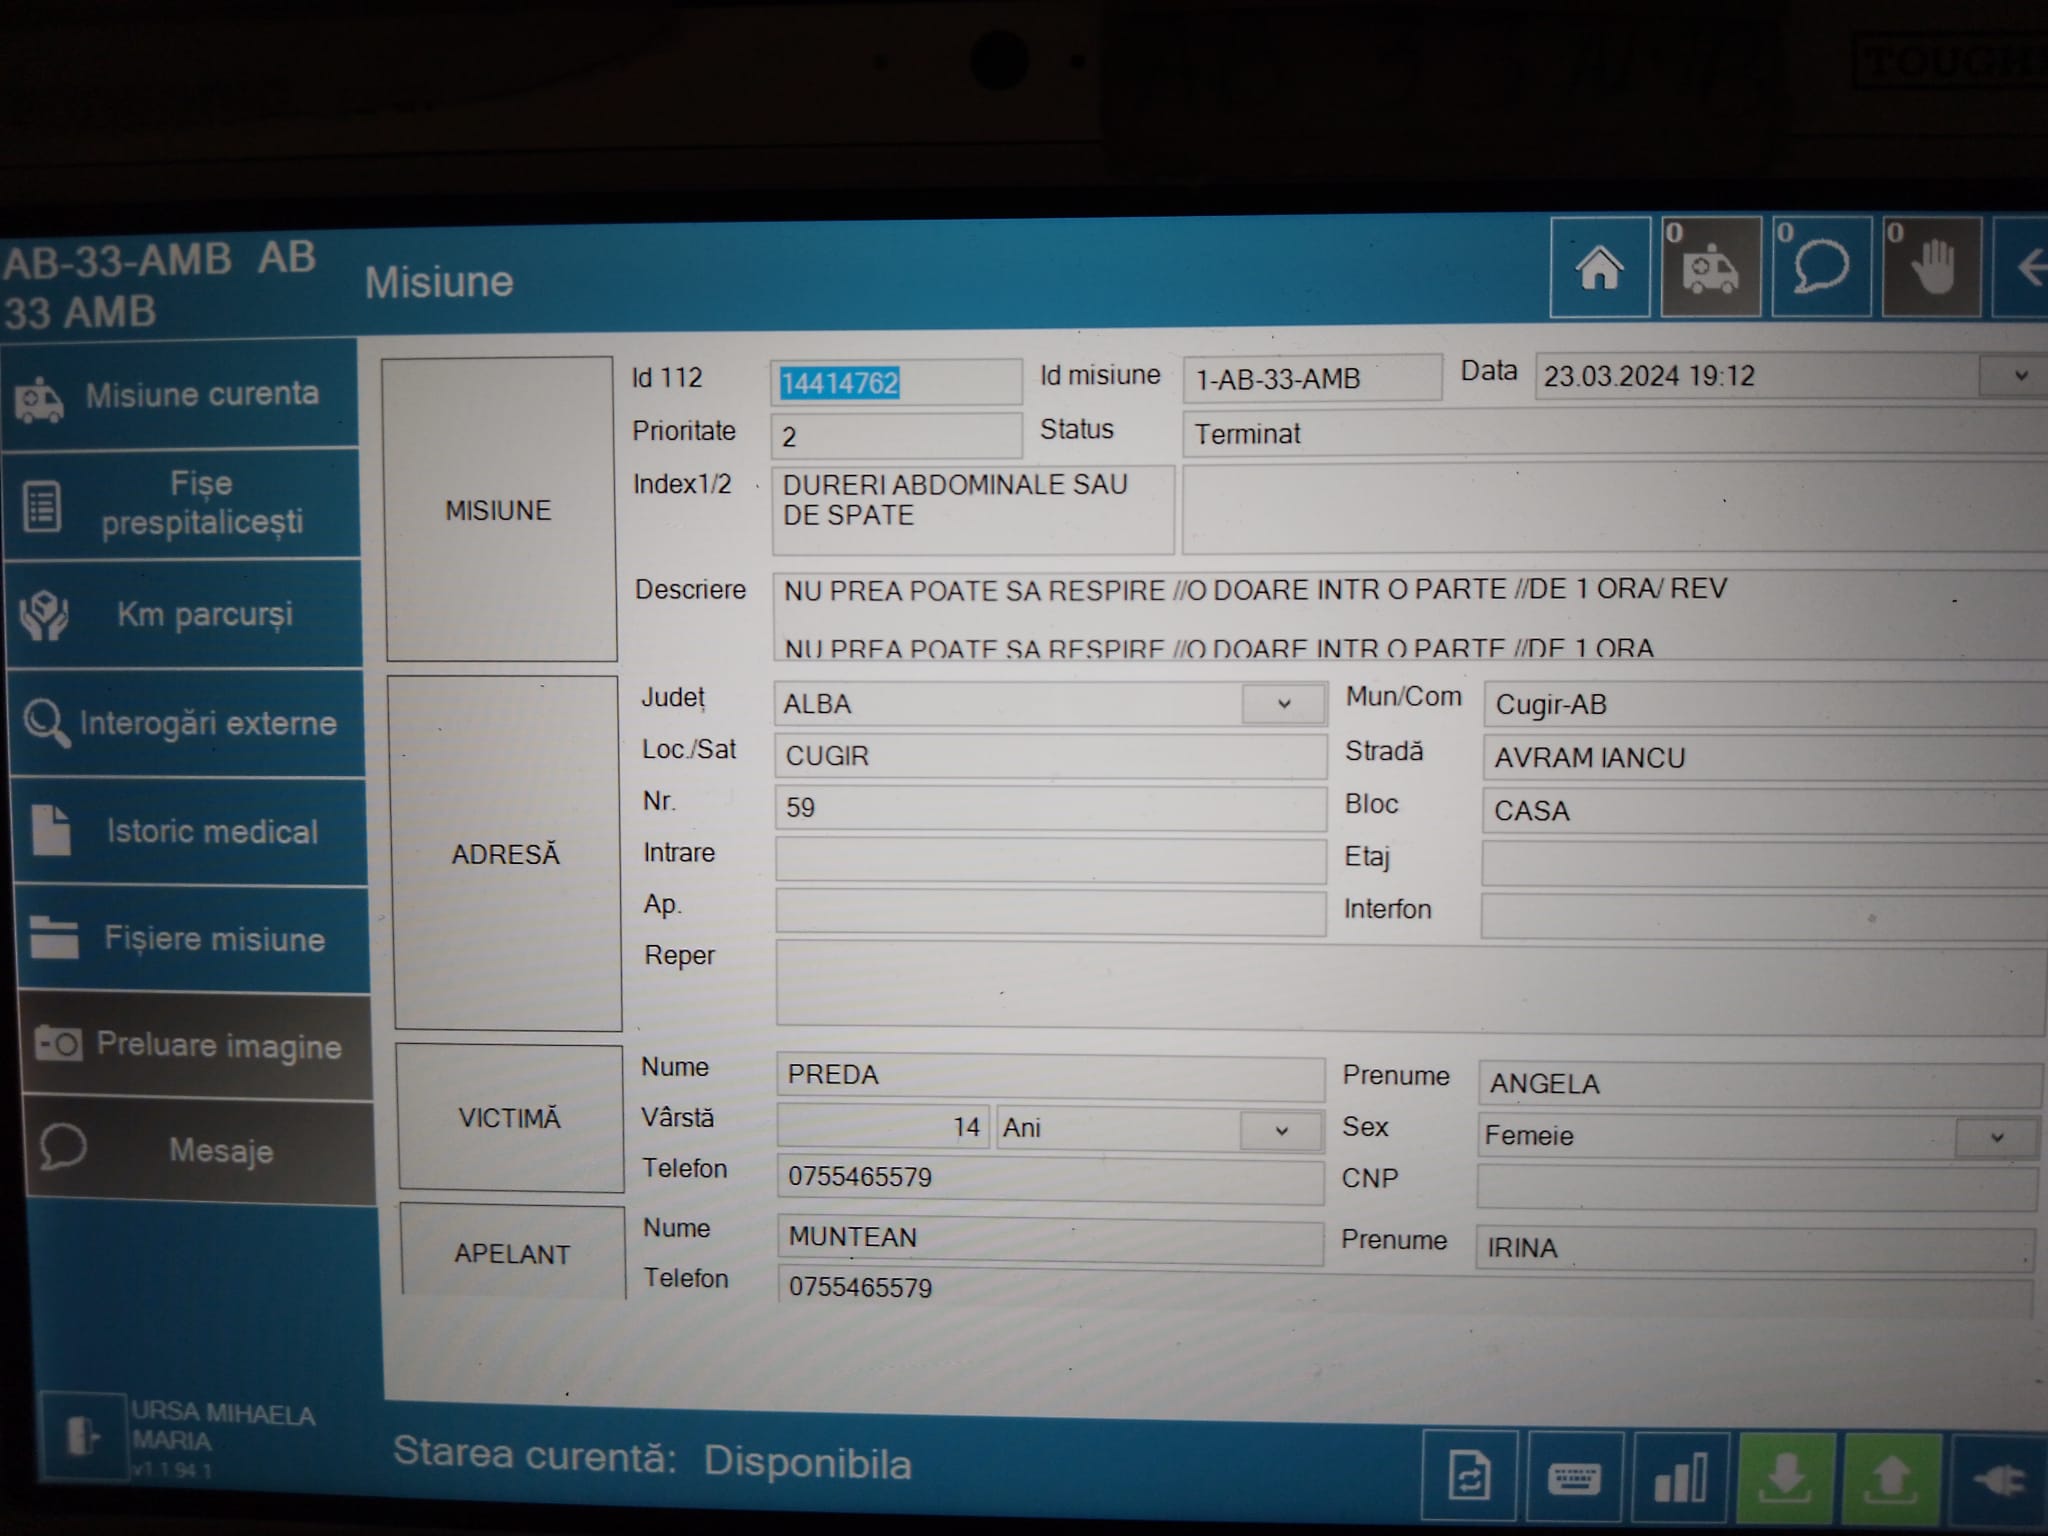 TOUGH
AB-33-AMB AB
33 AMB
Misiune
0
0
0
Misiune curenta
Fișe
prespitalicești
Km parcurși
Interogări externe
Istoric medical
Fișiere misiune
Preluare imagine
Mesaje
MISIUNE
Id 112 14414762 Id misiune 1-AB-33-AMB Data 23.03.2024 19:12
Prioritate 2 Status Terminat
Index1/2 DURERI ABDOMINALE SAU
DE SPATE
Descriere NU PREA POATE SA RESPIRE //O DOARE INTR O PARTE //DE 1 ORA/ REV
NU PREA POATE SA RESPIRE //O DOARE INTR O PARTE //DE 1 ORA
ADRESĂ
Județ ALBA Mun/Com Cugir-AB
Loc./Sat CUGIR Stradă AVRAM IANCU
Nr. 59 Bloc CASA
Intrare Etaj
Ap. Interfon
Reper
VICTIMĂ
Nume PREDA Prenume ANGELA
Vârstă 14 Ani Sex Femeie
Telefon 0755465579 CNP
APELANT
Nume MUNTEAN Prenume IRINA
Telefon 0755465579
URSA MIHAELA
MARIA
v1.1.94.1
Starea curentă: Disponibila